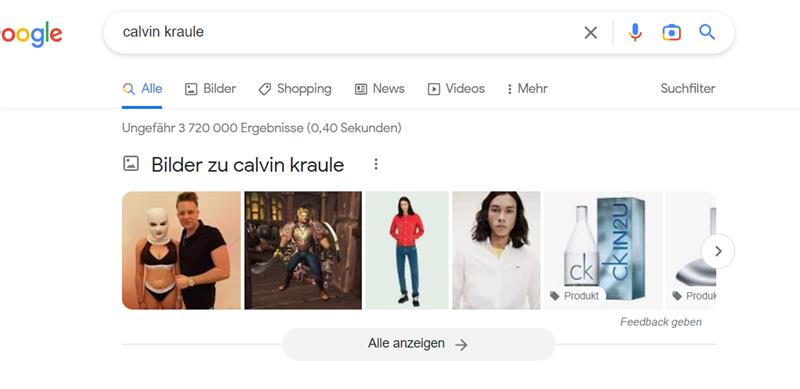 oogle
calvin kraule
Alle Bilder Shopping News Videos Mehr Suchfilter
Ungefähr 3 720 000 Ergebnisse (0,40 Sekunden)
Bilder zu calvin kraule
ck
CKIN2U
Produkt
Produk
Feedback geben
Alle anzeigen